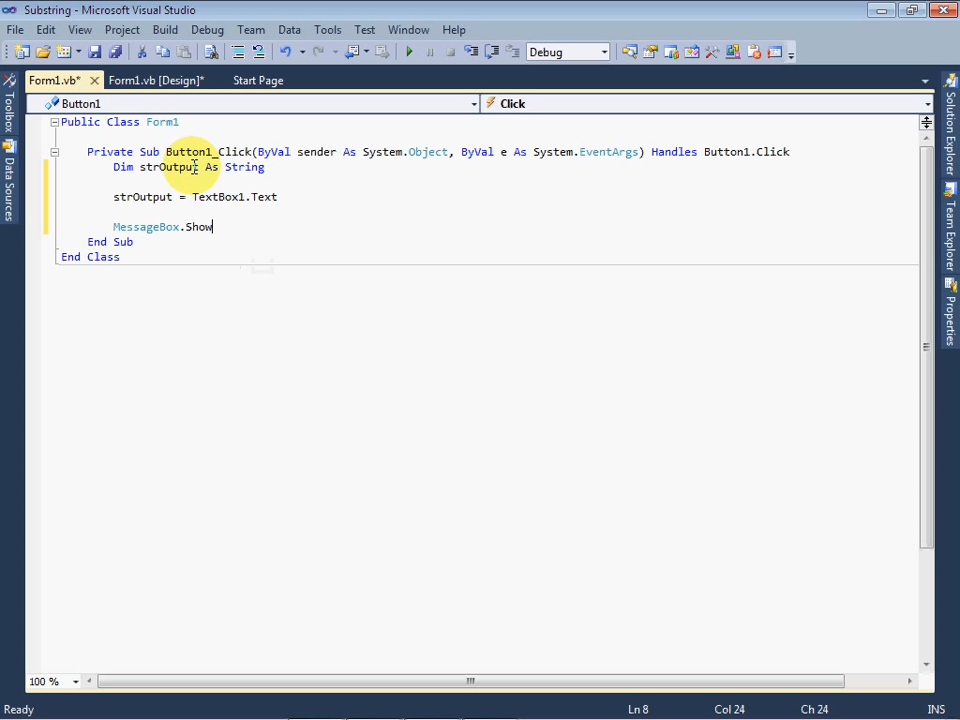 Substring - Microsoft Visual Studio
File Edit View Project Build Debug Team Data Tools Test Window Help
Debug
Form1.vb* Form1.vb [Design]* Start Page
Button1 Click
Public Class Form1
Private Sub Button1_Click(ByVal sender As System.Object, ByVal e As System.EventArgs) Handles Button1.Click
Dim strOutput As String
strOutput = TextBox1.Text
MessageBox.Show
End Sub
End Class
Toolbox
Data Sources
Solution Explorer
Team Explorer
Properties
100 %
Ready Ln 8 Col 24 Ch 24 INS